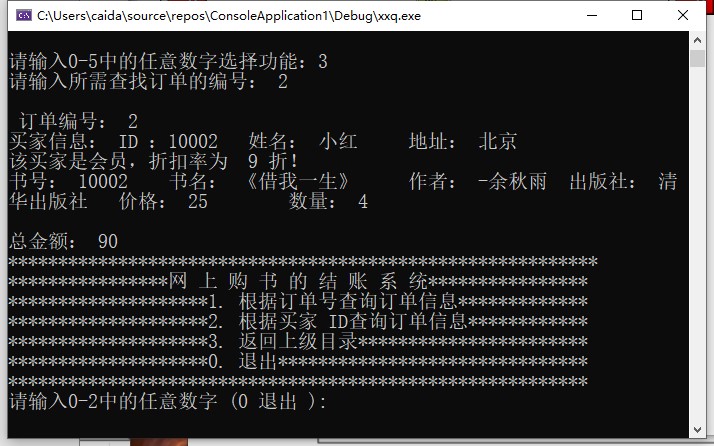 C:\Users\caida\source\repos\ConsoleApplication1\Debug\xxq.exe
请输入0-5中的任意数字选择功能：3
请输入所需查找订单的编号： 2
订单编号： 2
买家信息： ID ：10002   姓名： 小红     地址： 北京
该买家是会员，折扣率为  9 折！
书号： 10002    书名： 《借我一生》     作者： -余秋雨  出版社： 清
华出版社   价格： 25        数量： 4
总金额： 90
***********************************************************
****************网 上 购 书 的 结 账 系 统****************
********************1. 根据订单号查询订单信息*************
********************2. 根据买家 ID查询订单信息************
********************3. 返回上级目录***********************
********************0. 退出*******************************
**********************************************************
请输入0-2中的任意数字 (0 退出 ):